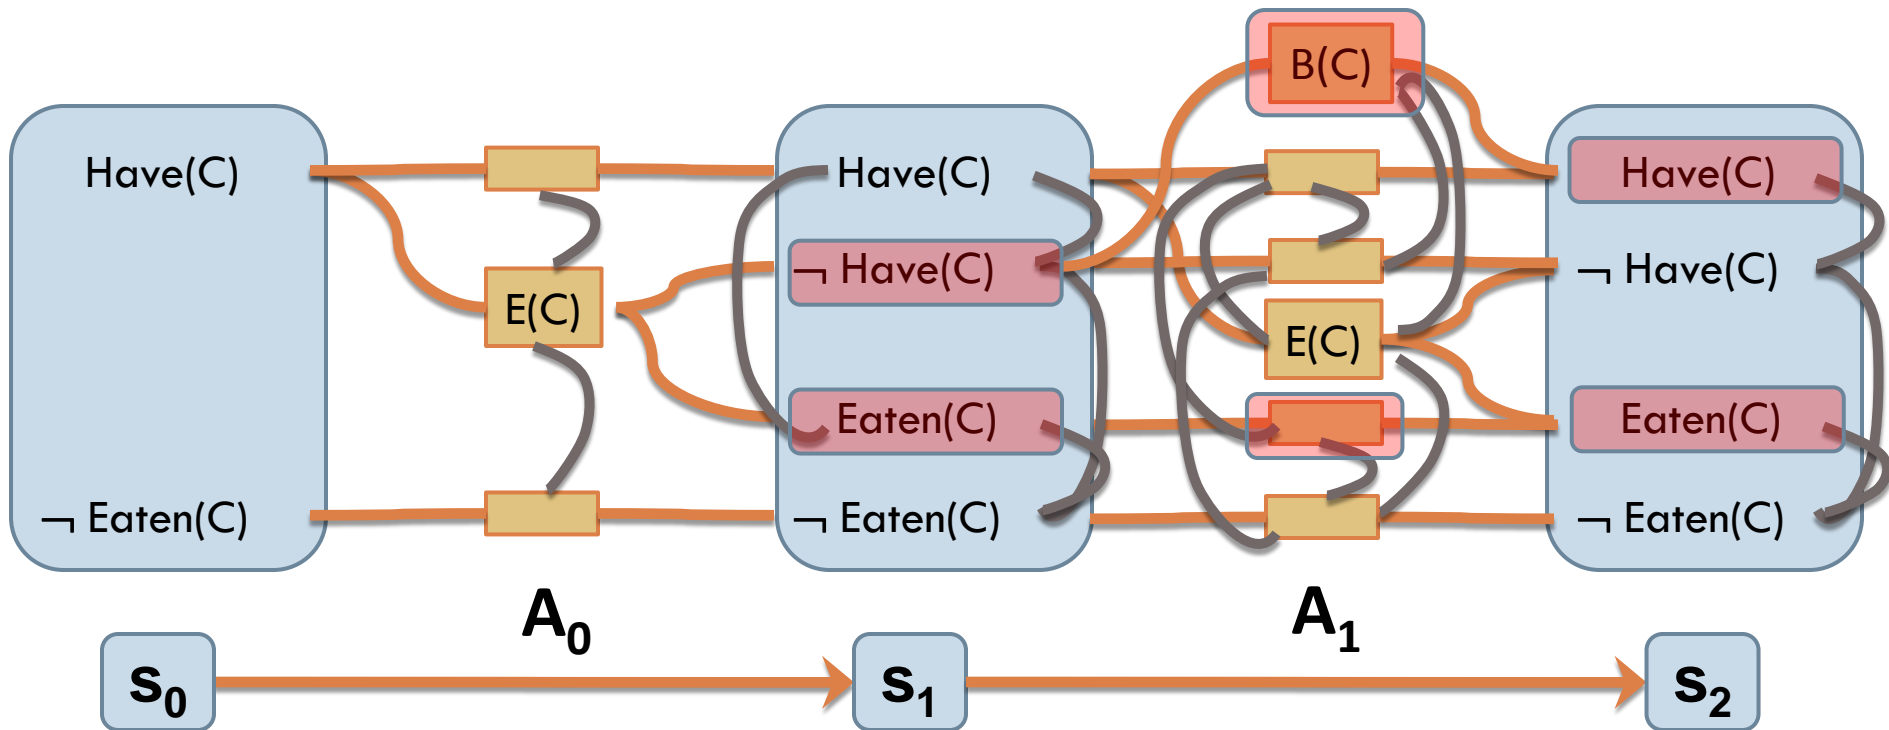 B(C)
Have(C)
Have(C)
Have(C)
¬ Have(C)
¬ Have(C)
E(C)
E(C)
Eaten(C)
Eaten(C)
¬ Eaten(C)
¬ Eaten(C)
¬ Eaten(C)
A0
A1
s0
s1
s2